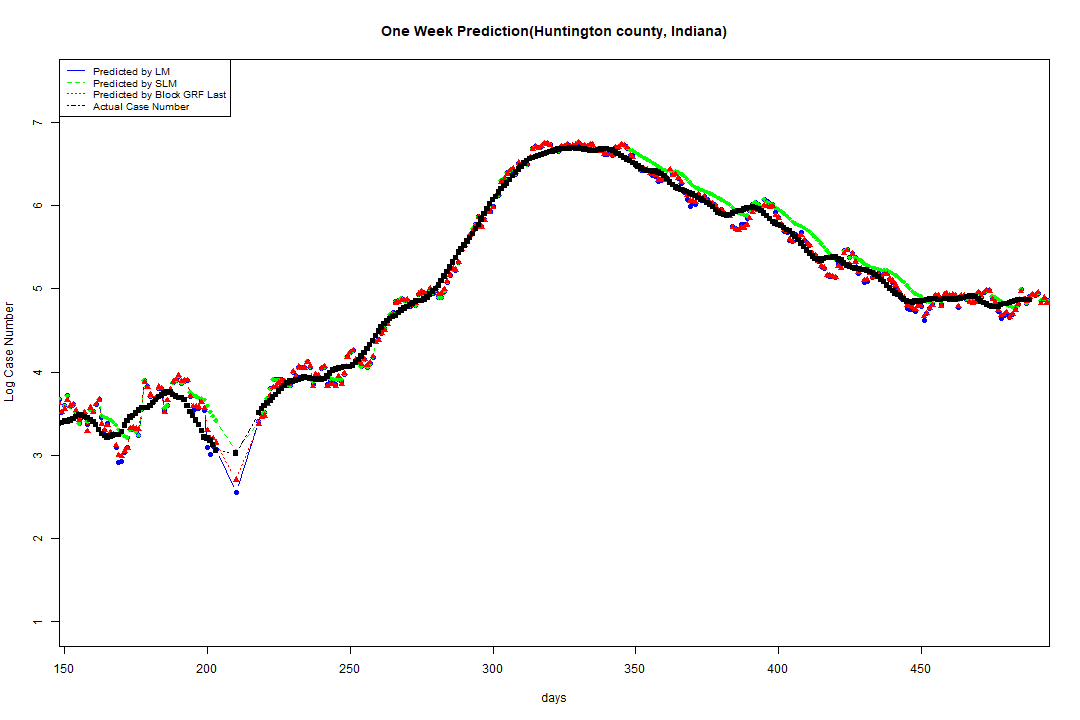 One Week Prediction(Huntington county, Indiana)
Predicted by LM
Predicted by SLM
Predicted by Block GRF Last
Actual Case Number
7
6
5
4
3
2
1
Log Case Number
150 200 250 300 350 400 450
days